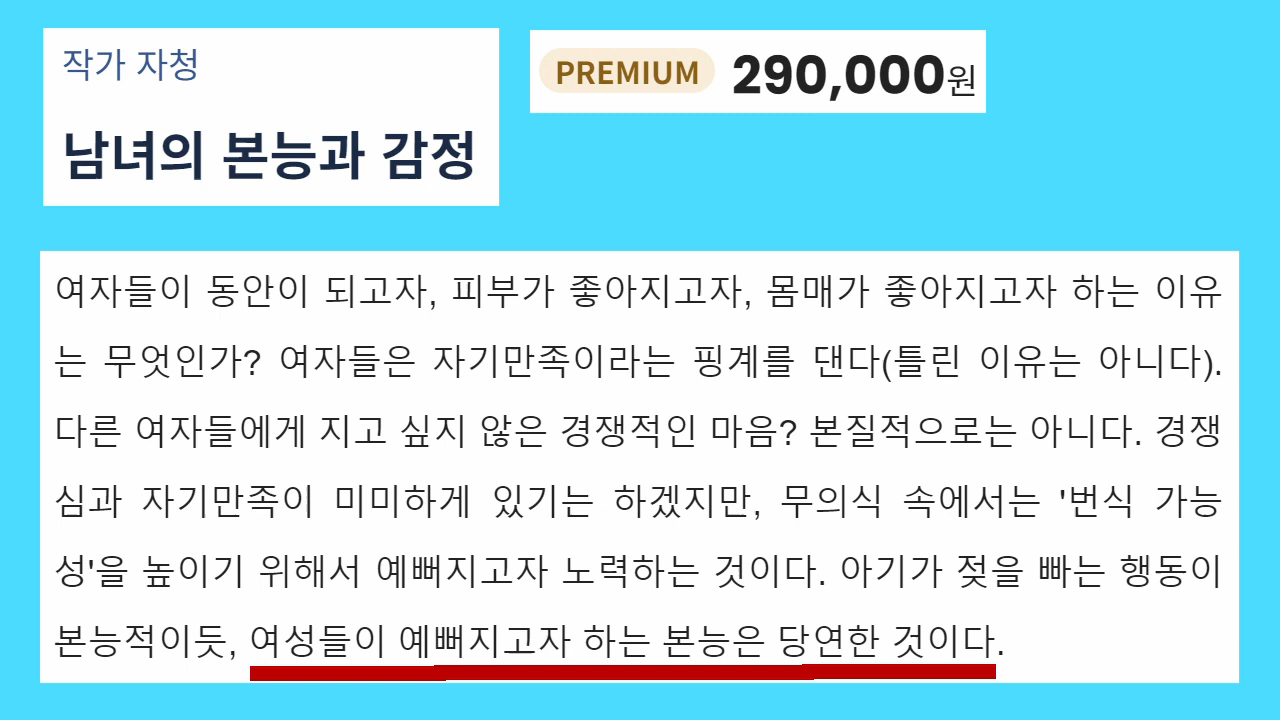 작가 자청
남녀의 본능과 감정
PREMIUM 290,000원
여자들이 동안이 되고자, 피부가 좋아지고자, 몸매가 좋아지고자 하는 이유
는 무엇인가? 여자들은 자기만족이라는 핑계를 댄다(틀린 이유는 아니다).
다른 여자들에게 지고 싶지 않은 경쟁적인 마음? 본질적으로는 아니다. 경쟁
심과 자기만족이 미미하게 있기는 하겠지만, 무의식 속에서는 '번식 가능
성'을 높이기 위해서 예뻐지고자 노력하는 것이다. 아기가 젖을 빠는 행동이
본능적이듯, 여성들이 예뻐지고자 하는 본능은 당연한 것이다.